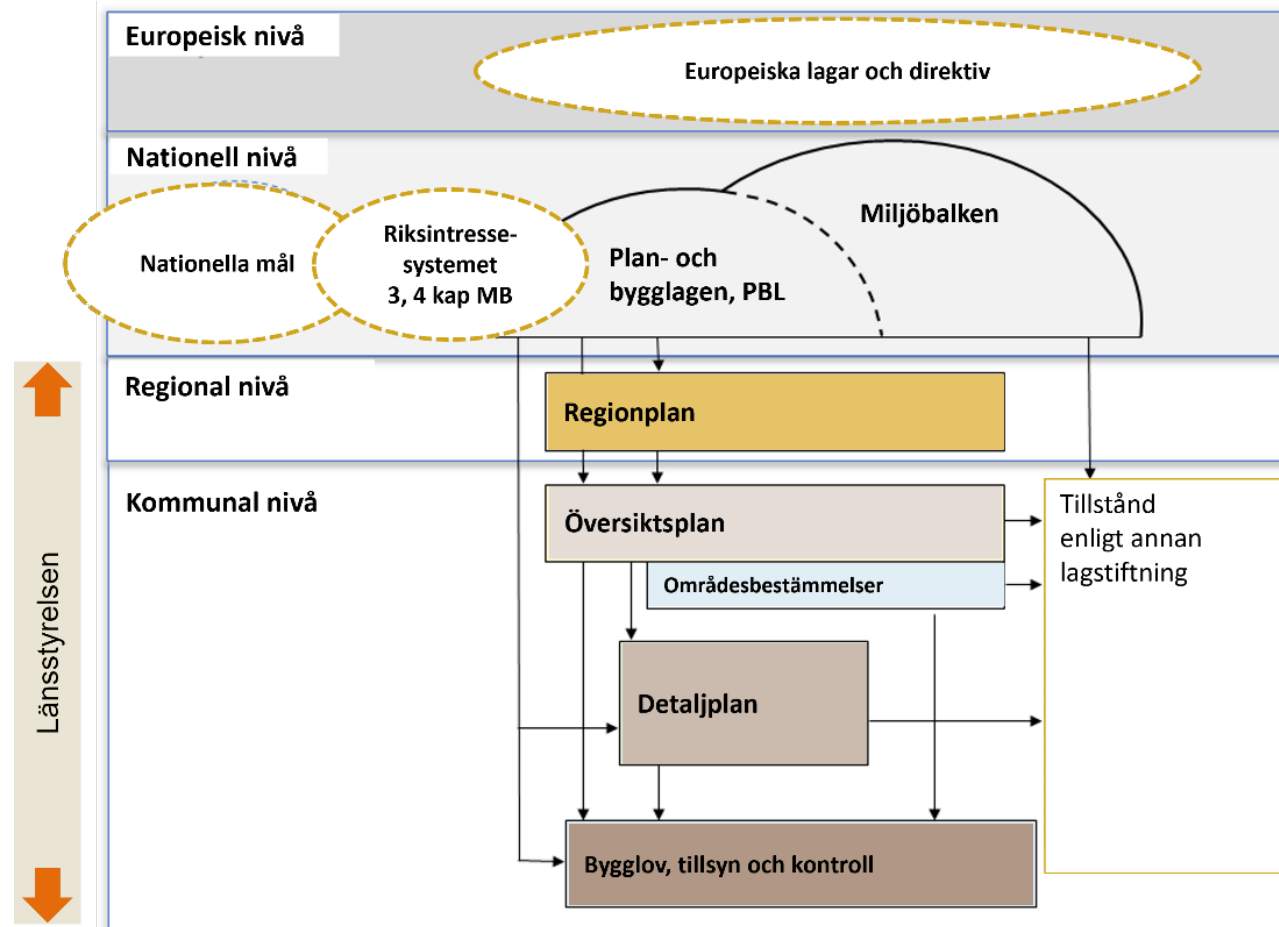 Europeisk nivå
Europeiska lagar och direktiv
Nationell nivå
Nationella mål
Riksintresse-
systemet
3, 4 kap MB
Plan- och
bygglagen, PBL
Miljöbalken
Regional nivå
Regionplan
Kommunal nivå
Översiktsplan
Områdesbestämmelser
Detaljplan
Bygglov, tillsyn och kontroll
Tillstånd
enligt annan
lagstiftning
Länsstyrelsen